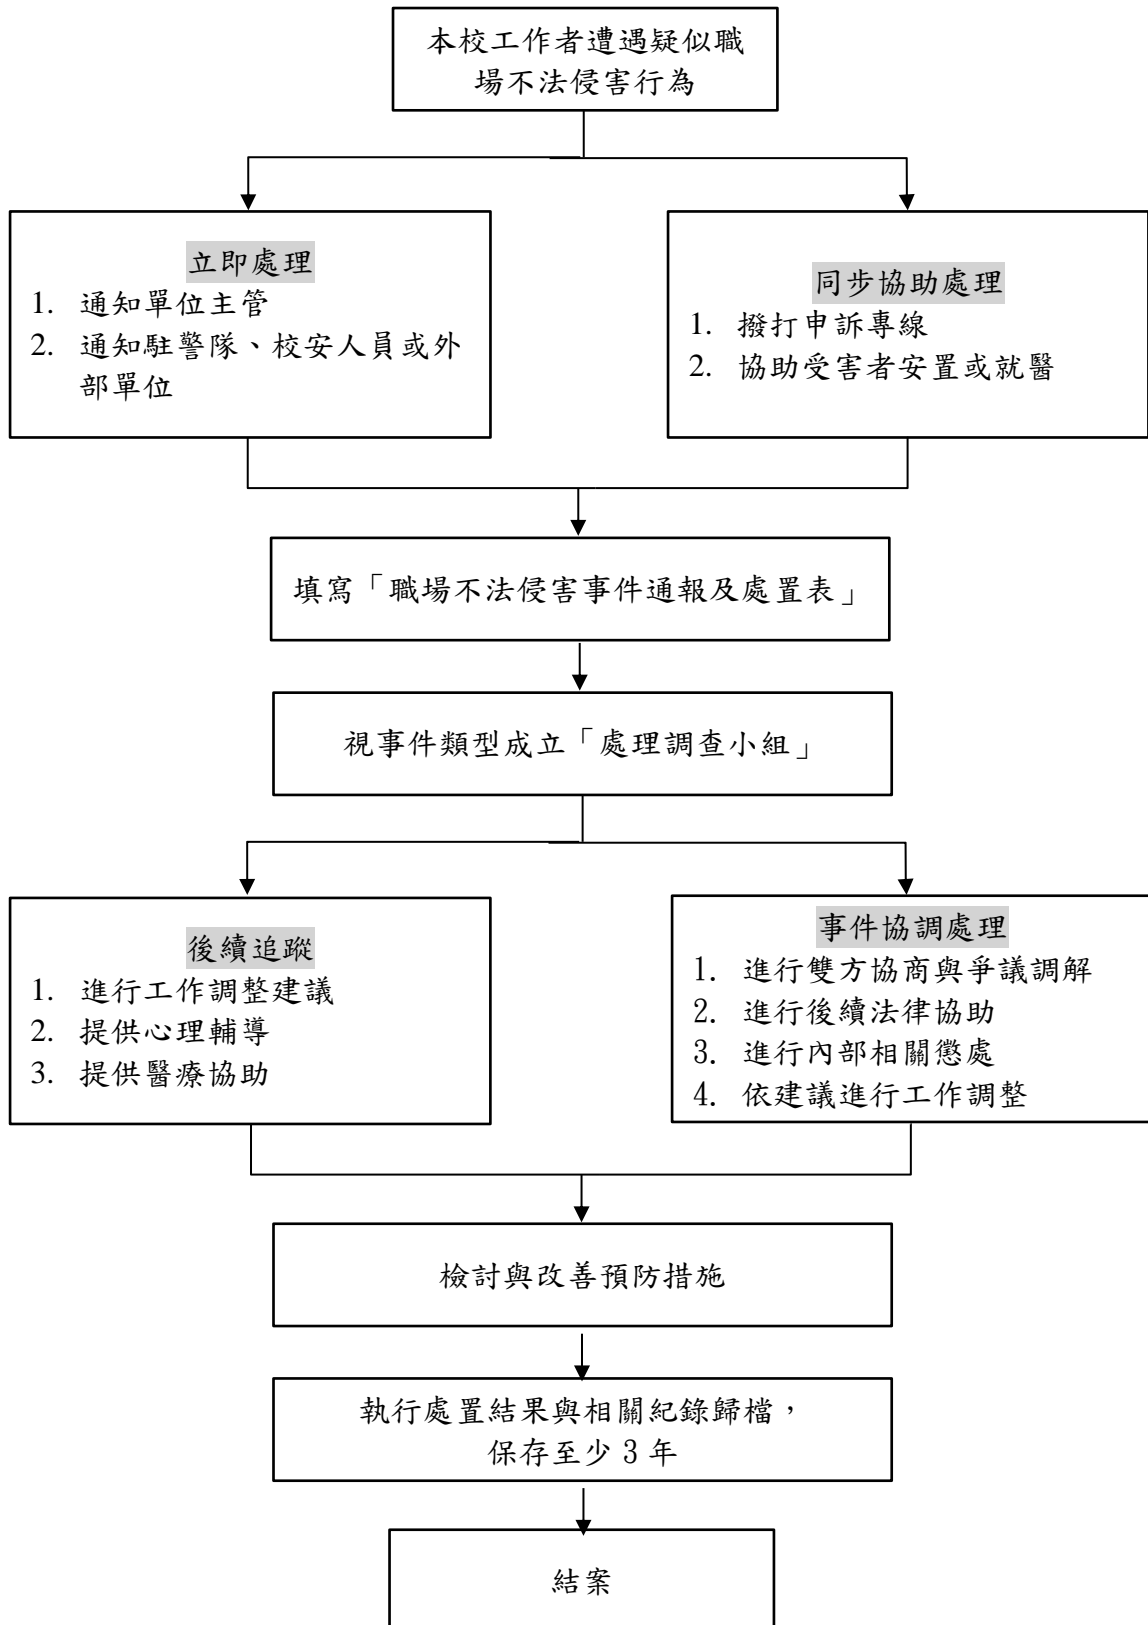 本校工作者遭遇疑似職
場不法侵害行為
立即處理
1. 通知單位主管
2. 通知駐警隊、校安人員或外
部單位
同步協助處理
1. 撥打申訴專線
2. 協助受害者安置或就醫
填寫「職場不法侵害事件通報及處置表」
視事件類型成立「處理調查小組」
後續追蹤
1. 進行工作調整建議
2. 提供心理輔導
3. 提供醫療協助
事件協調處理
1. 進行雙方協商與爭議調解
2. 進行後續法律協助
3. 進行內部相關懲處
4. 依建議進行工作調整
檢討與改善預防措施
執行處置結果與相關紀錄歸檔，
保存至少 3 年
結案